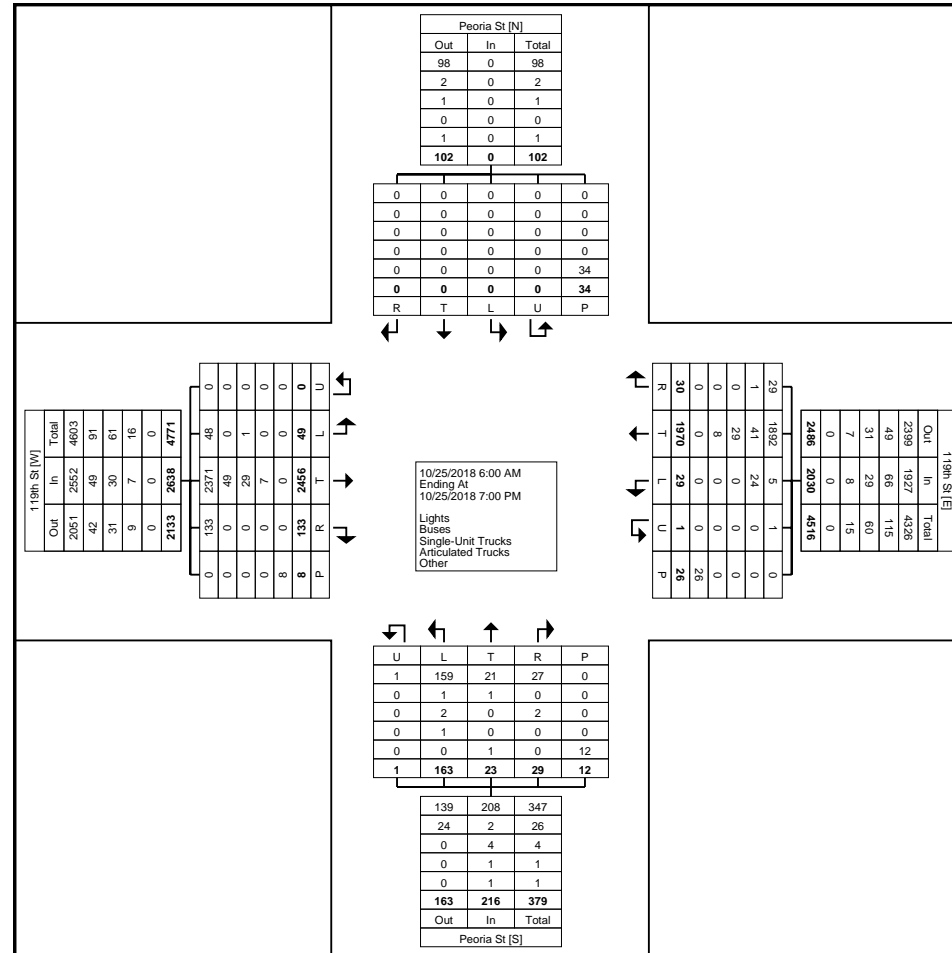 Peoria St [N]
Out In Total
98 0 98
2 0 2
1 0 1
0 0 0
1 0 1
102 0 102
0 0 0 0 0
0 0 0 0 0
0 0 0 0 0
0 0 0 0 0
0 0 0 0 34
0 0 0 0 34
R T L U P
119th St [W]
Out In Total
2051 2552 4603
42 49 91
31 30 61
9 7 16
0 0 0
2133 2638 4771
0 133 2371 48 0
0 0 49 0 0
0 0 29 1 0
0 0 7 0 0
8 0 0 0 0
8 133 2456 49 0
P R T L U
10/25/2018 6:00 AM
Ending At
10/25/2018 7:00 PM
Lights
Buses
Single-Unit Trucks
Articulated Trucks
Other
119th St [E]
Out In Total
2399 1927 4326
49 66 115
31 29 60
7 8 15
0 0 0
2486 2030 4516
29 1892 5 1 0
1 41 24 0 0
0 29 0 0 0
0 8 0 0 0
0 0 0 0 26
30 1970 29 1 26
R T L U P
U L T R P
1 159 21 27 0
0 1 1 0 0
0 2 0 2 0
0 1 0 0 0
0 0 1 0 12
1 163 23 29 12
139 208 347
24 2 26
0 4 4
0 1 1
0 1 1
163 216 379
Out In Total
Peoria St [S]